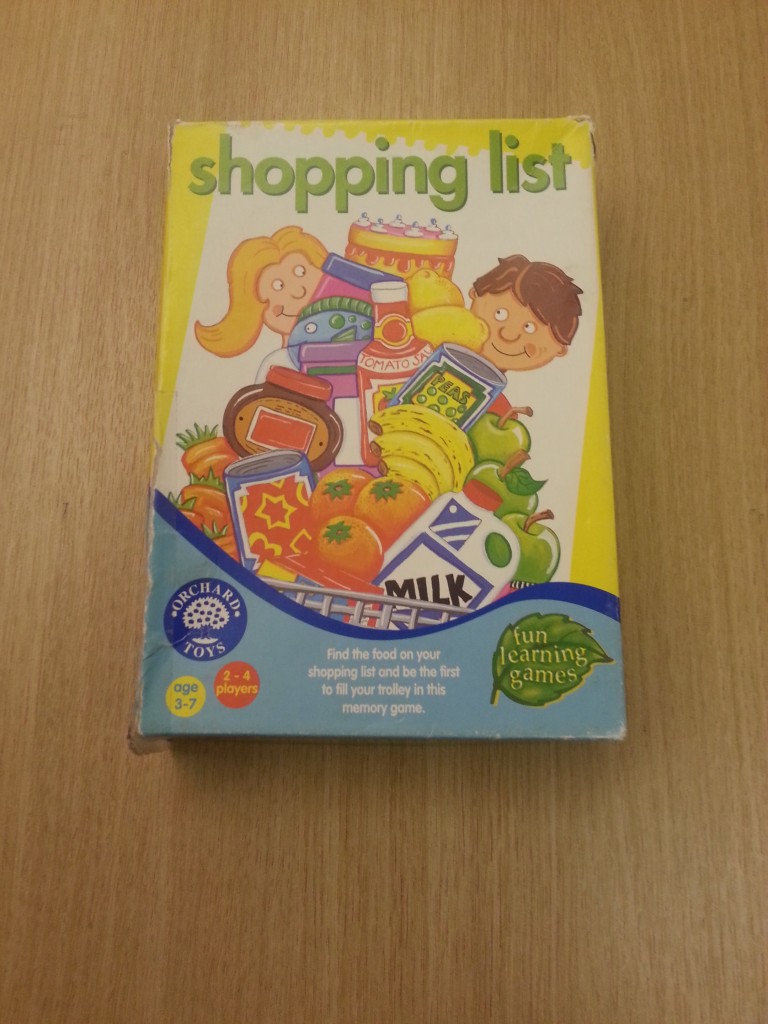 shopping list
TOMATO
PEAS
MILK
ORCHARD
TOYS
age
3-7
2 - 4
players
Find the food on your
shopping list and be the first
to fill your trolley in this
memory game.
fun
learning
games